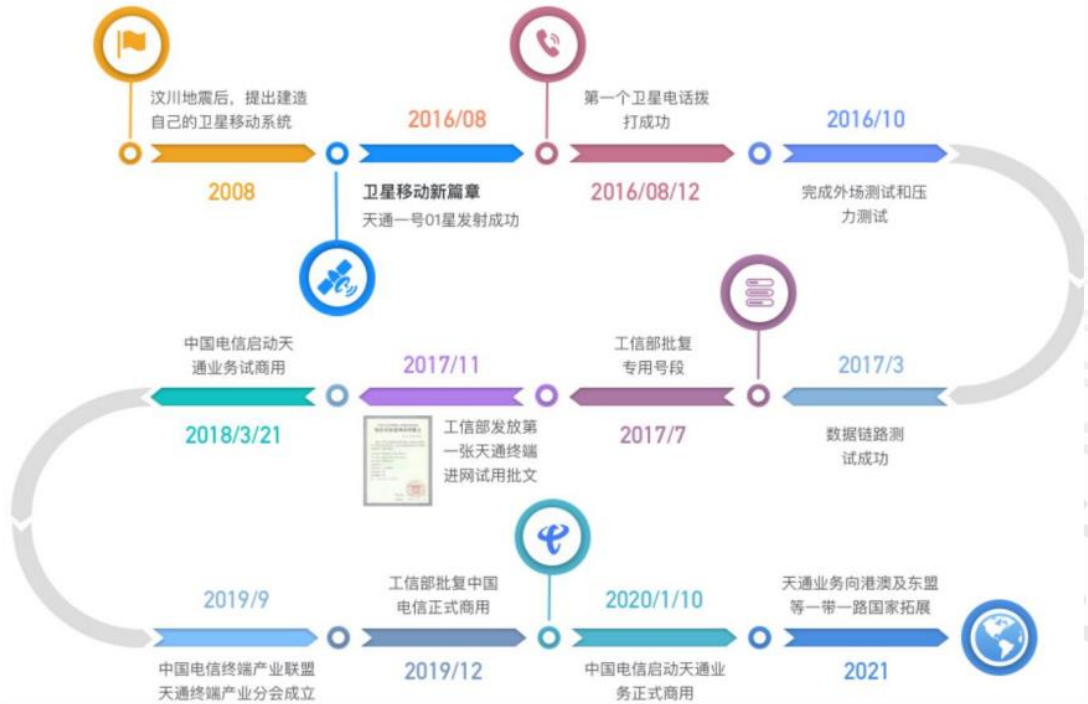 汶川地震后，提出建造
自己的卫星移动系统
2008
2016/08
卫星移动新篇章
天通一号01星发射成功
第一个卫星电话拨
打成功
2016/08/12
2016/10
完成外场测试和压
力测试
2017/3
数据链路测
试成功
工信部批复
专用号段
2017/7
2017/11
工信部发放第
一张天通终端
进网试用批文
中国电信启动天
通业务试商用
2018/3/21
2019/9
中国电信终端产业联盟
天通终端产业分会成立
工信部批复中国
电信正式商用
2019/12
2020/1/10
中国电信启动天通业
务正式商用
天通业务向港澳及东盟
等一带一路国家拓展
2021